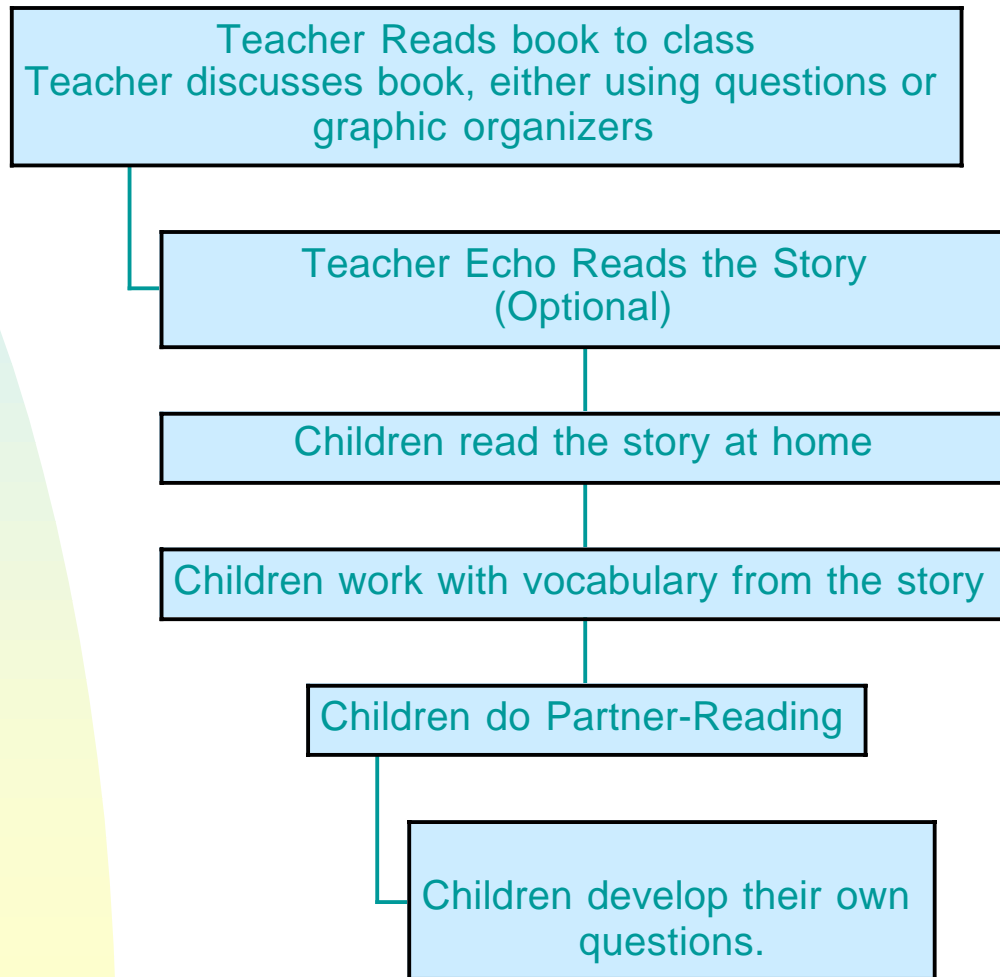 Teacher Reads book to class
Teacher discusses book, either using questions or
graphic organizers
Teacher Echo Reads the Story
(Optional)
Children read the story at home
Children work with vocabulary from the story
Children do Partner-Reading
Children develop their own
questions.